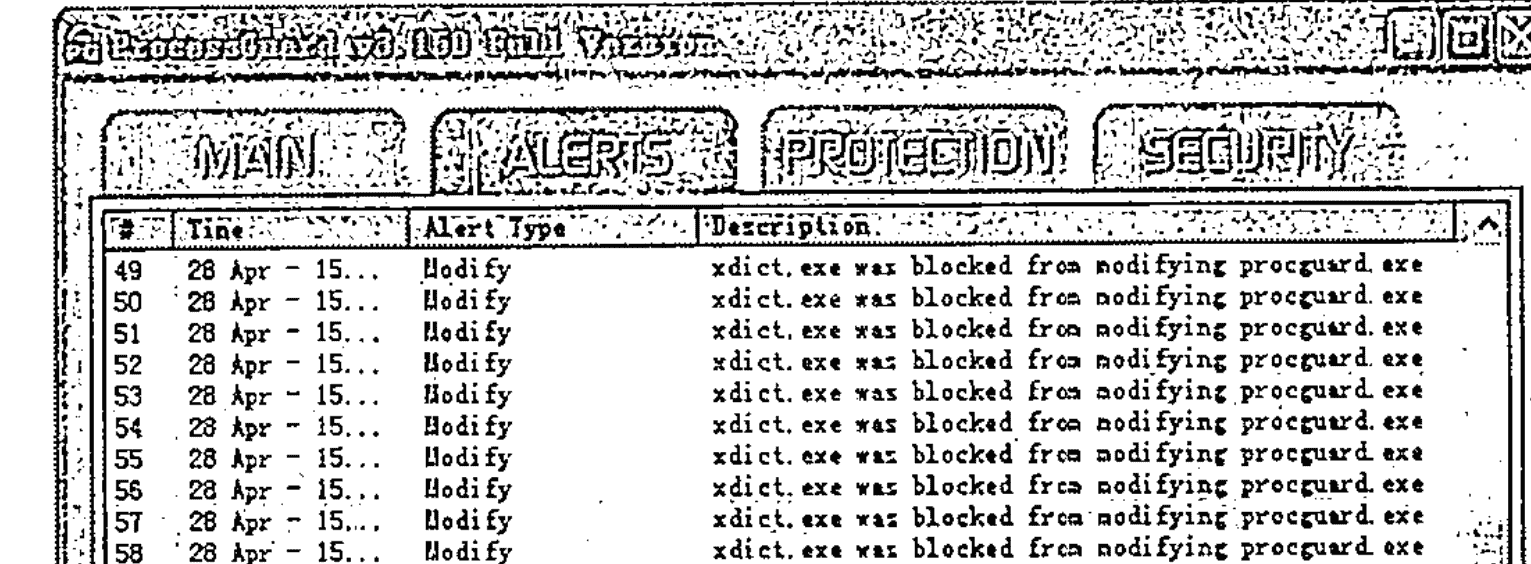 ProcessGuard v3.150 Full Version
MAIN ALERTS PROTECTION SECURITY
# Time Alert Type Description
49 28 Apr - 15... Modify xdict.exe was blocked from modifying procguard.exe
50 28 Apr - 15... Modify xdict.exe was blocked from modifying procguard.exe
51 28 Apr - 15... Modify xdict.exe was blocked from modifying procguard.exe
52 28 Apr - 15... Modify xdict.exe was blocked from modifying procguard.exe
53 28 Apr - 15... Modify xdict.exe was blocked from modifying procguard.exe
54 28 Apr - 15... Modify xdict.exe was blocked from modifying procguard.exe
55 28 Apr - 15... Modify xdict.exe was blocked from modifying procguard.exe
56 28 Apr - 15... Modify xdict.exe was blocked from modifying procguard.exe
57 28 Apr - 15... Modify xdict.exe was blocked from modifying procguard.exe
58 28 Apr - 15... Modify xdict.exe was blocked from modifying procguard.exe